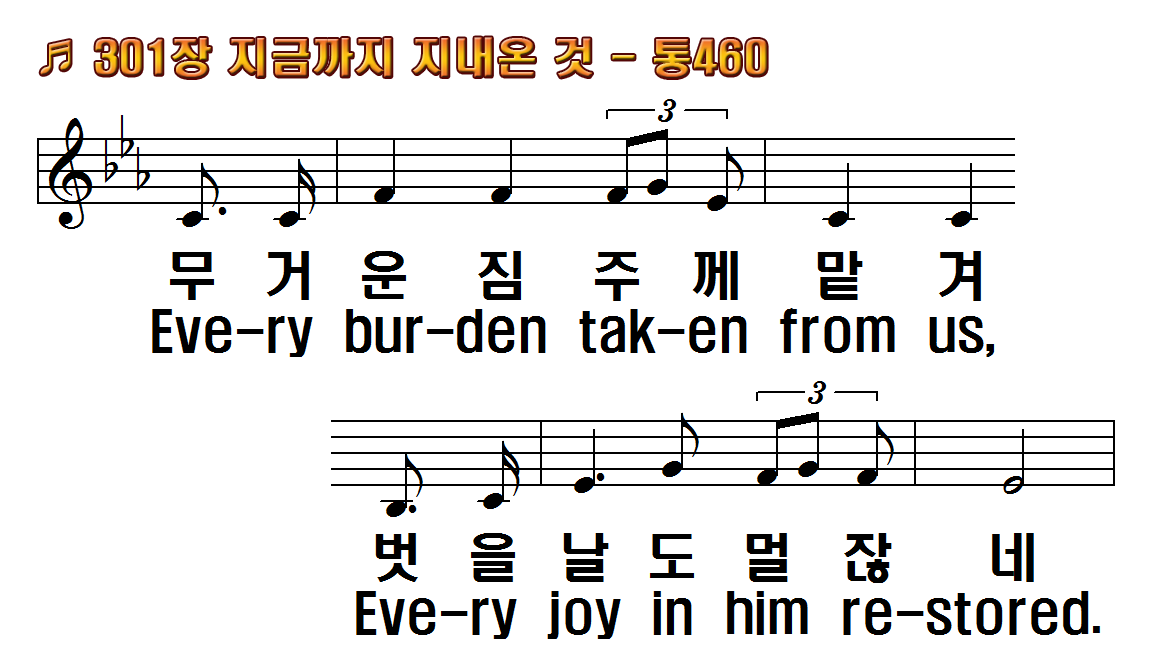 ♬ 301장 지금까지 지내온 것 - 통460
3
무 거 운 짐 주 께 맡 겨
Eve-ry bur-den tak-en from us,
3
벗 을 날 도 멀 잖 네
Eve-ry joy in him re-stored.